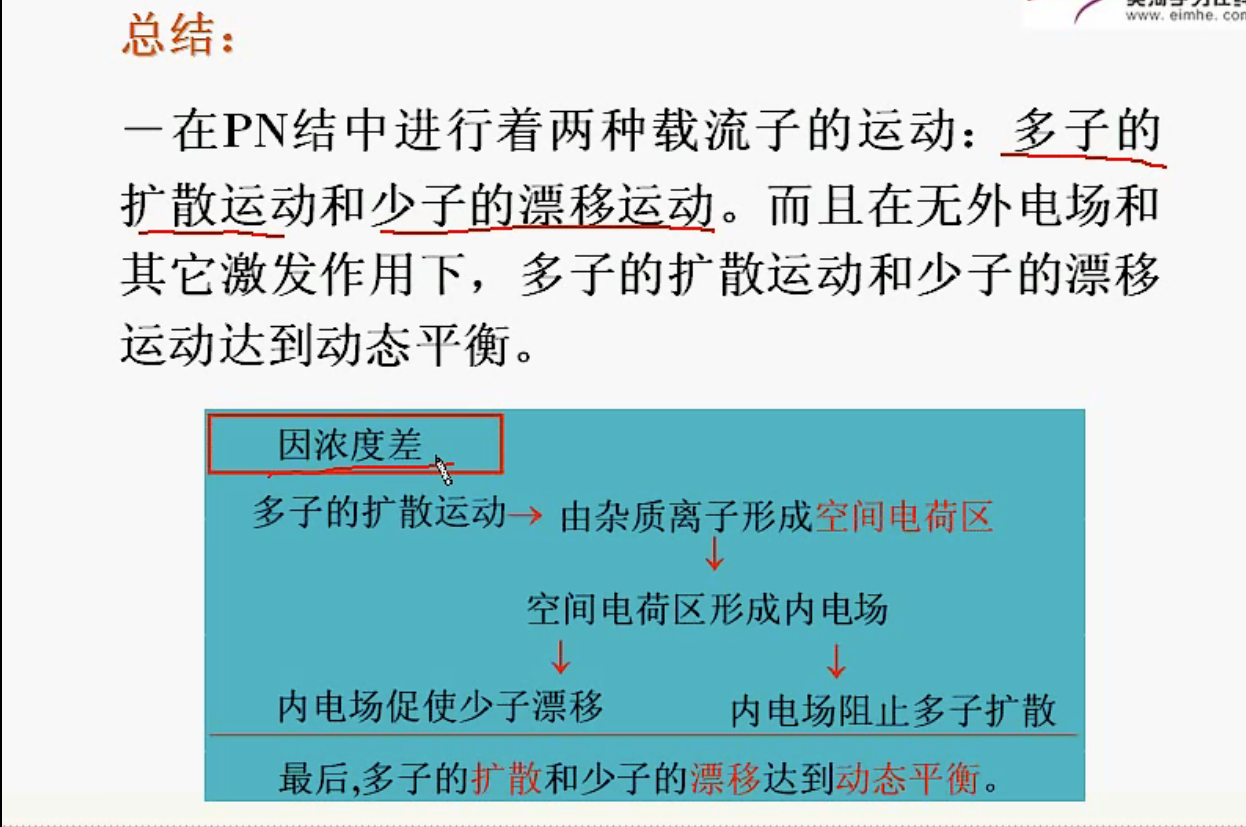 www.eimhe.com
总结：
－在PN结中进行着两种载流子的运动：多子的
扩散运动和少子的漂移运动。而且在无外电场和
其它激发作用下，多子的扩散运动和少子的漂移
运动达到动态平衡。
因浓度差
多子的扩散运动→ 由杂质离子形成空间电荷区
↓
空间电荷区形成内电场
↓ ↓
内电场促使少子漂移 内电场阻止多子扩散
最后,多子的扩散和少子的漂移达到动态平衡。